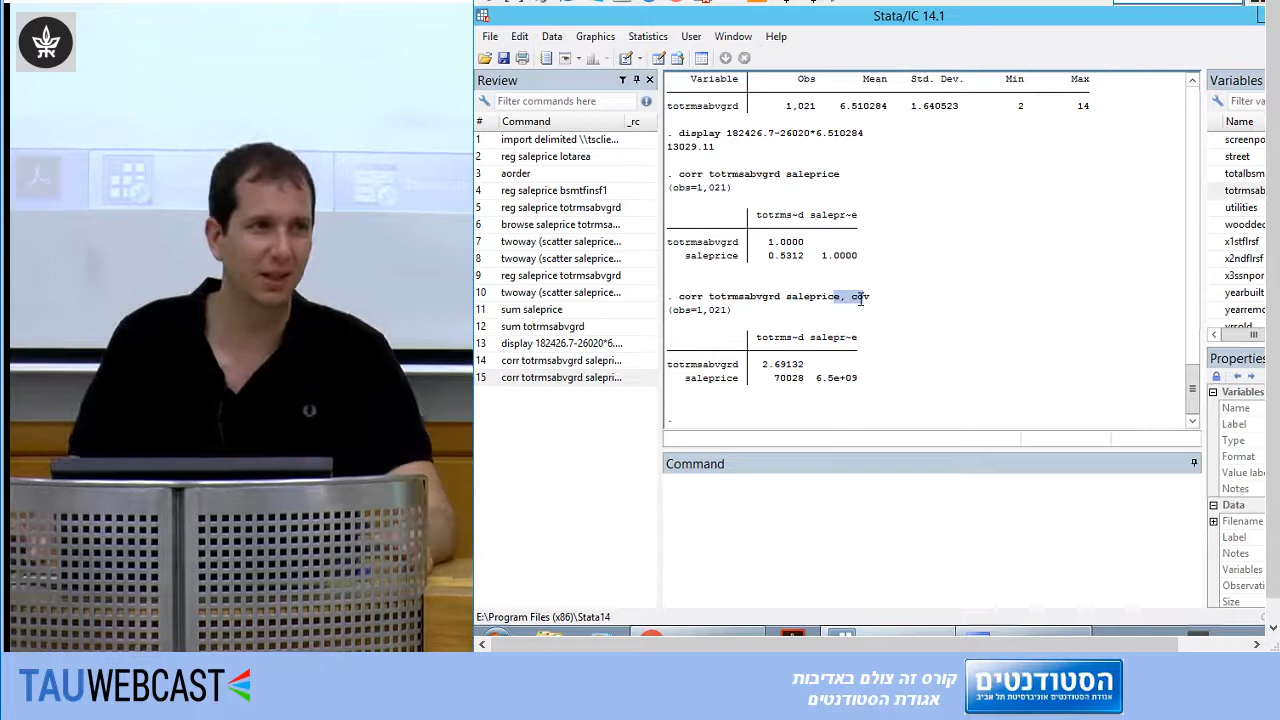 Stata/IC 14.1
File Edit Data Graphics Statistics User Window Help
Review
Filter commands here
# Command _rc
1 import delimited \\tsclie...
2 reg saleprice lotarea
3 aorder
4 reg saleprice bsmtfinsf1
5 reg saleprice totrmsabvgrd
6 browse saleprice totrmsa...
7 twoway (scatter saleprice...
8 twoway (scatter saleprice...
9 reg saleprice totrmsabvgrd
10 twoway (scatter saleprice...
11 sum saleprice
12 sum totrmsabvgrd
13 display 182426.7-26020*6....
14 corr totrmsabvgrd salepri...
15 corr totrmsabvgrd salepri...
Variable Obs Mean Std. Dev. Min Max
totrmsabvgrd 1,021 6.510284 1.640523 2 14
. display 182426.7-26020*6.510284
13029.11
. corr totrmsabvgrd saleprice
(obs=1,021)
totrms~d salepr~e
totrmsabvgrd 1.0000
saleprice 0.5312 1.0000
. corr totrmsabvgrd saleprice, cov
(obs=1,021)
totrms~d salepr~e
totrmsabvgrd 2.69132
saleprice 70028 6.5e+09
.
Command
Variables
Filter va
Name
screenpo
street
totalbsm
totrmsab
utilities
wooddec
x1stflrsf
x2ndflrsf
x3ssnpor
yearbuilt
yearremo
yrsold
Properties
Variables
Name
Label
Type
Format
Value labe
Notes
Data
Filename
Label
Notes
Variables
Observati
Size
E:\Program Files (x86)\Stata14
TAUWEBCAST
קורס זה צולם באדיבות
אגודת הסטודנטים
הסטודנטים
אגודת הסטודנטים אוניברסיטת תל אביב